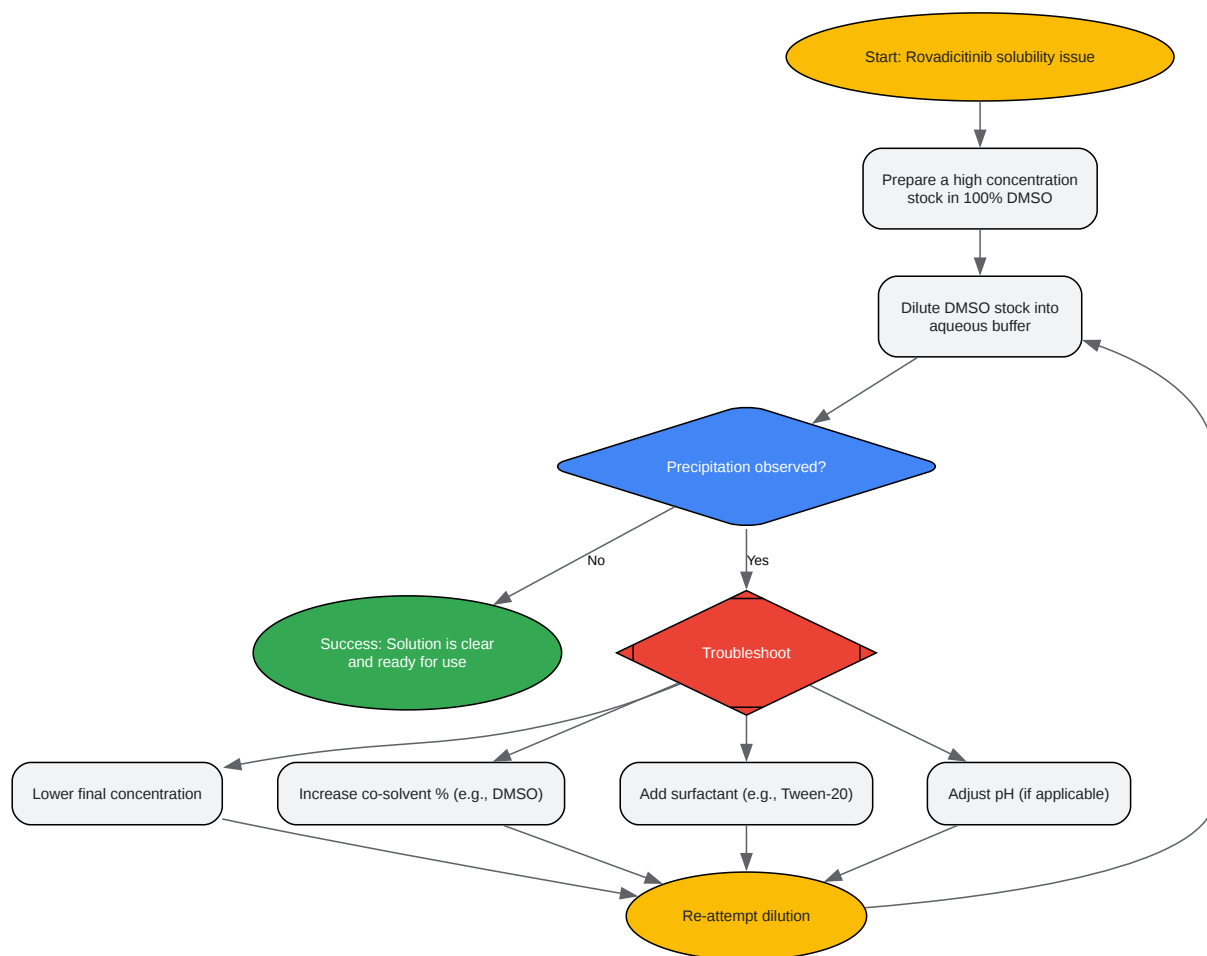 Start: Rovadicitinib solubility issue
Prepare a high concentration
stock in 100% DMSO
Dilute DMSO stock into
aqueous buffer
Precipitation observed?
No
Yes
Success: Solution is clear
and ready for use
Troubleshoot
Lower final concentration
Increase co-solvent % (e.g., DMSO)
Add surfactant (e.g., Tween-20)
Adjust pH (if applicable)
Re-attempt dilution